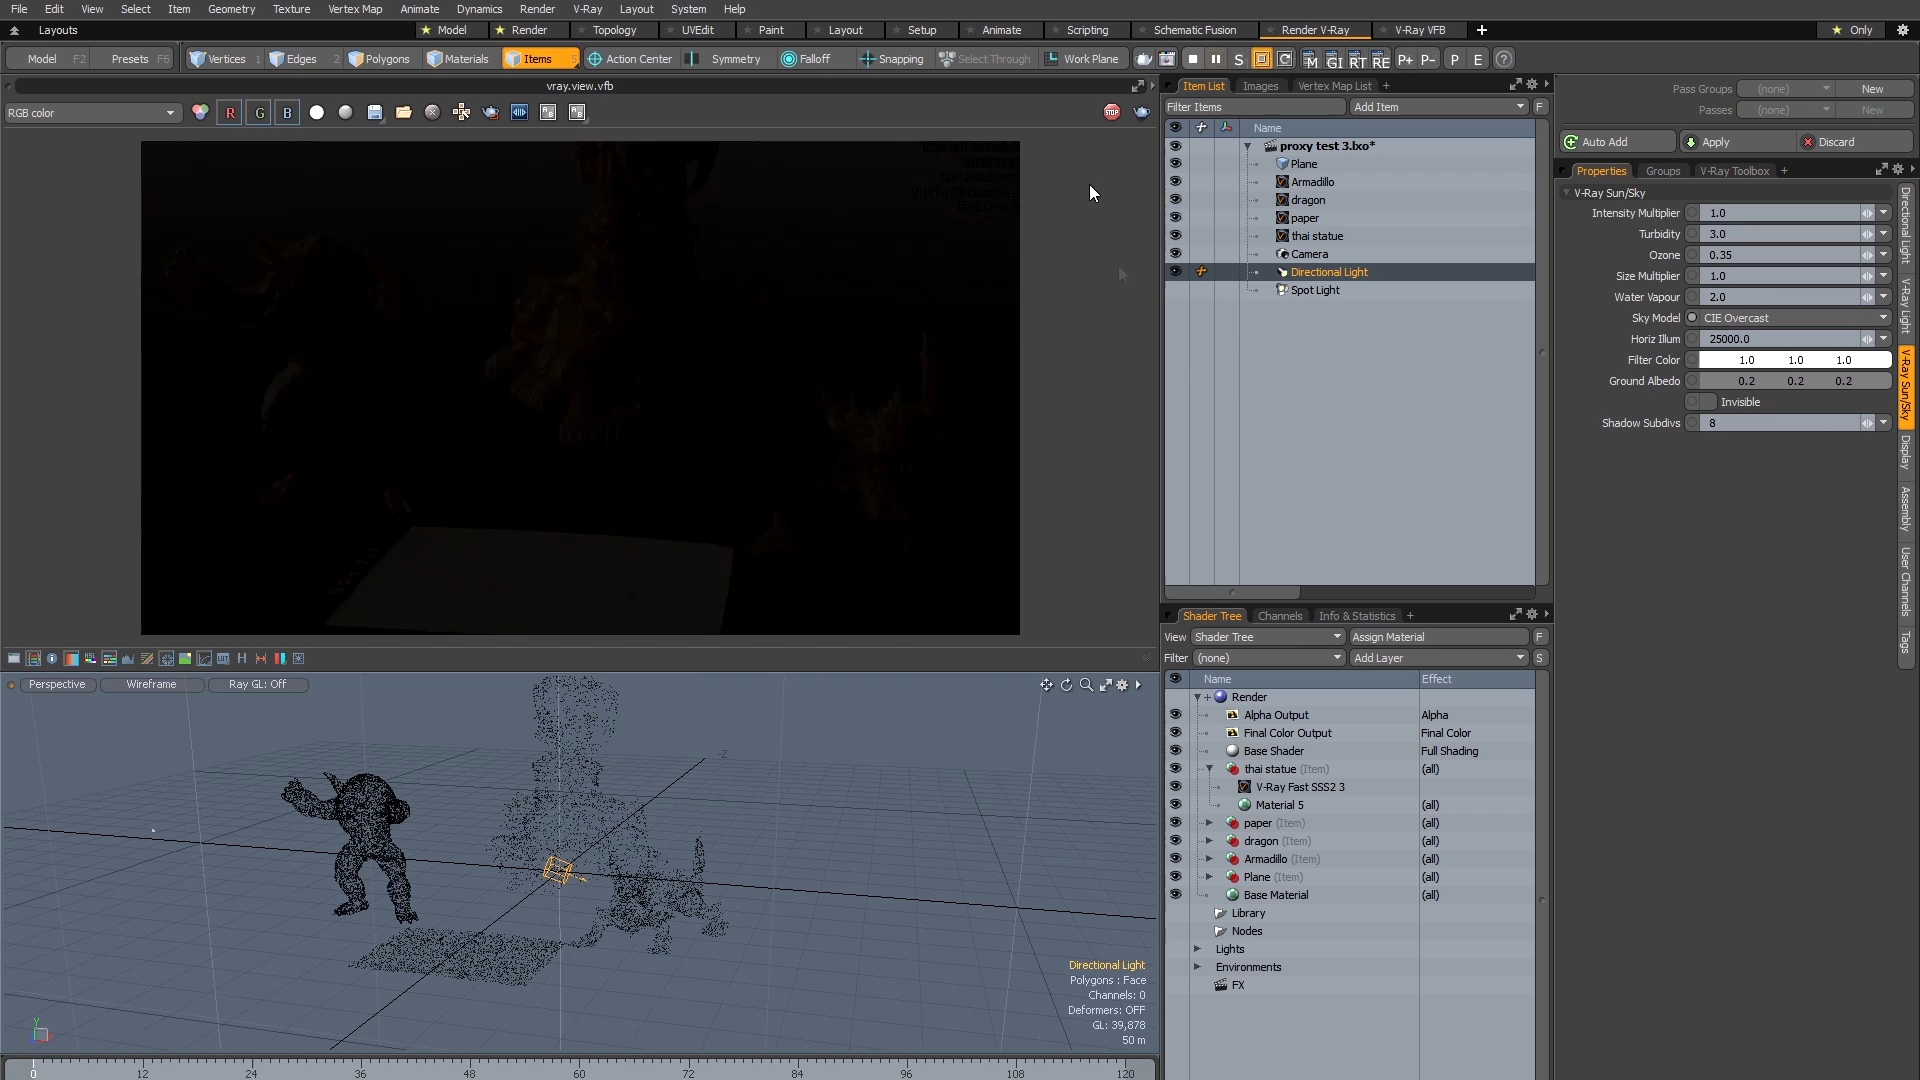 File Edit View Select Item Geometry Texture Vertex Map Animate Dynamics Render V-Ray Layout System Help
Layouts Model Render Topology UVEdit Paint Layout Setup Animate Scripting Schematic Fusion Render V-Ray V-Ray VFB + Only
Model F2 Presets F6 Vertices 1 Edges 2 Polygons Materials Items 5 Action Center Symmetry Falloff Snapping Select Through Work Plane S M GI RT RE P+ P- P E ?
vray.view.vfb
RGB color R G B STOP
Item List Images Vertex Map List +
Filter Items Add Item F
Name
proxy test 3.lxo*
Plane
Armadillo
dragon
paper
thai statue
Camera
Directional Light
Spot Light
Pass Groups (none) New
Passes (none) New
Auto Add Apply Discard
Properties Groups V-Ray Toolbox +
V-Ray Sun/Sky
Intensity Multiplier 1.0
Turbidity 3.0
Ozone 0.35
Size Multiplier 1.0
Water Vapour 2.0
Sky Model CIE Overcast
Horiz Illum 25000.0
Filter Color 1.0 1.0 1.0
Ground Albedo 0.2 0.2 0.2
Invisible
Shadow Subdivs 8
Directional Light
V-Ray Light
V-Ray Sun/Sky
Display
Assembly
User Channels
Tags
Shader Tree Channels Info & Statistics +
View Shader Tree Assign Material F
Filter (none) Add Layer S
Name Effect
Render
Alpha Output Alpha
Final Color Output Final Color
Base Shader Full Shading
thai statue (Item) (all)
V-Ray Fast SSS2 3
Material 5 (all)
paper (Item) (all)
dragon (Item) (all)
Armadillo (Item) (all)
Plane (Item) (all)
Base Material (all)
Library
Nodes
Lights
Environments
FX
Perspective Wireframe Ray GL: Off
-Z
Directional Light
Polygons : Face
Channels: 0
Deformers: OFF
GL: 39,878
50 m
Y
0 12 24 36 48 60 72 84 96 108 120